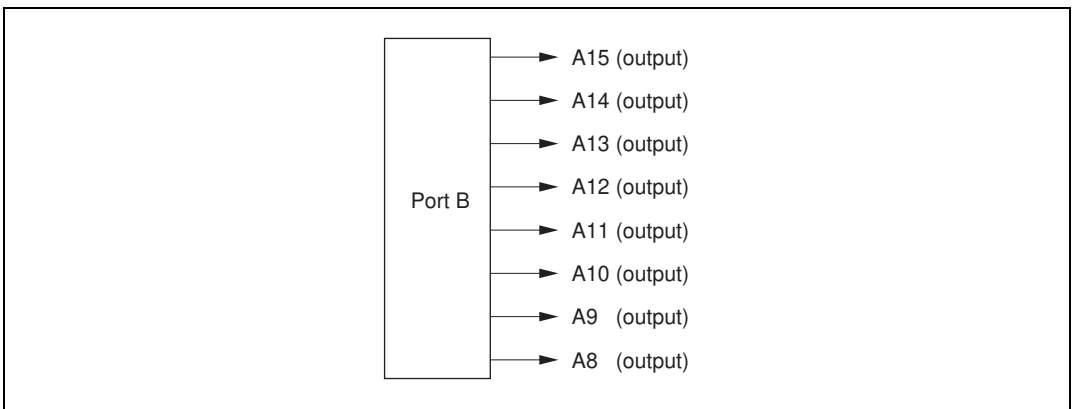 A15 (output)
A14 (output)
A13 (output)
A12 (output)
Port B
A11 (output)
A10 (output)
A9 (output)
A8 (output)